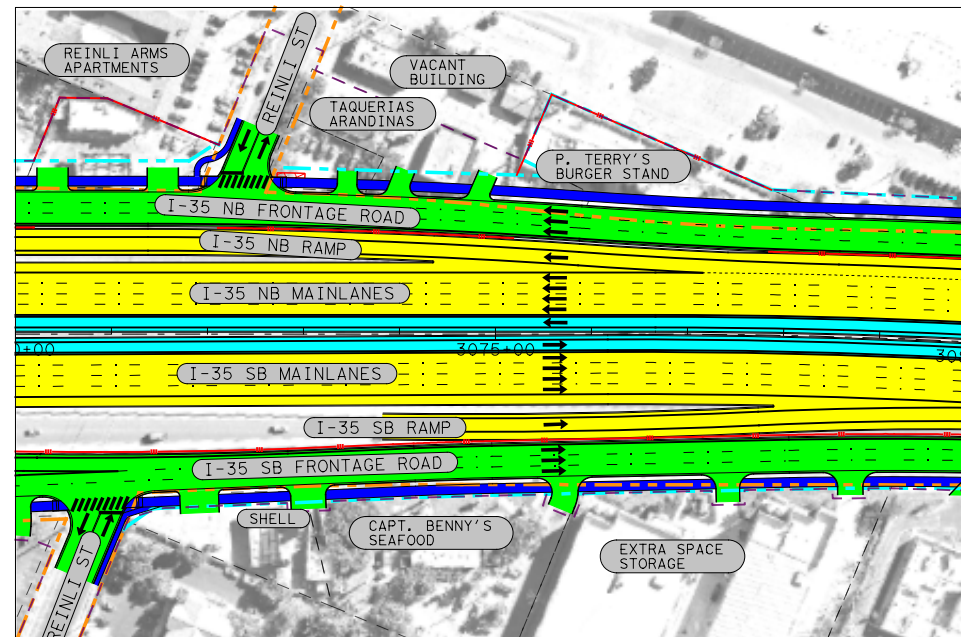 REINLI ARMS
APARTMENTS
REINLI ST
VACANT
BUILDING
TAQUERIAS
ARANDINAS
P. TERRY'S
BURGER STAND
I-35 NB FRONTAGE ROAD
I-35 NB RAMP
I-35 NB MAINLANES
3075+00
I-35 SB MAINLANES
I-35 SB RAMP
I-35 SB FRONTAGE ROAD
SHELL
CAPT. BENNY'S
SEAFOOD
EXTRA SPACE
STORAGE
REINLI ST